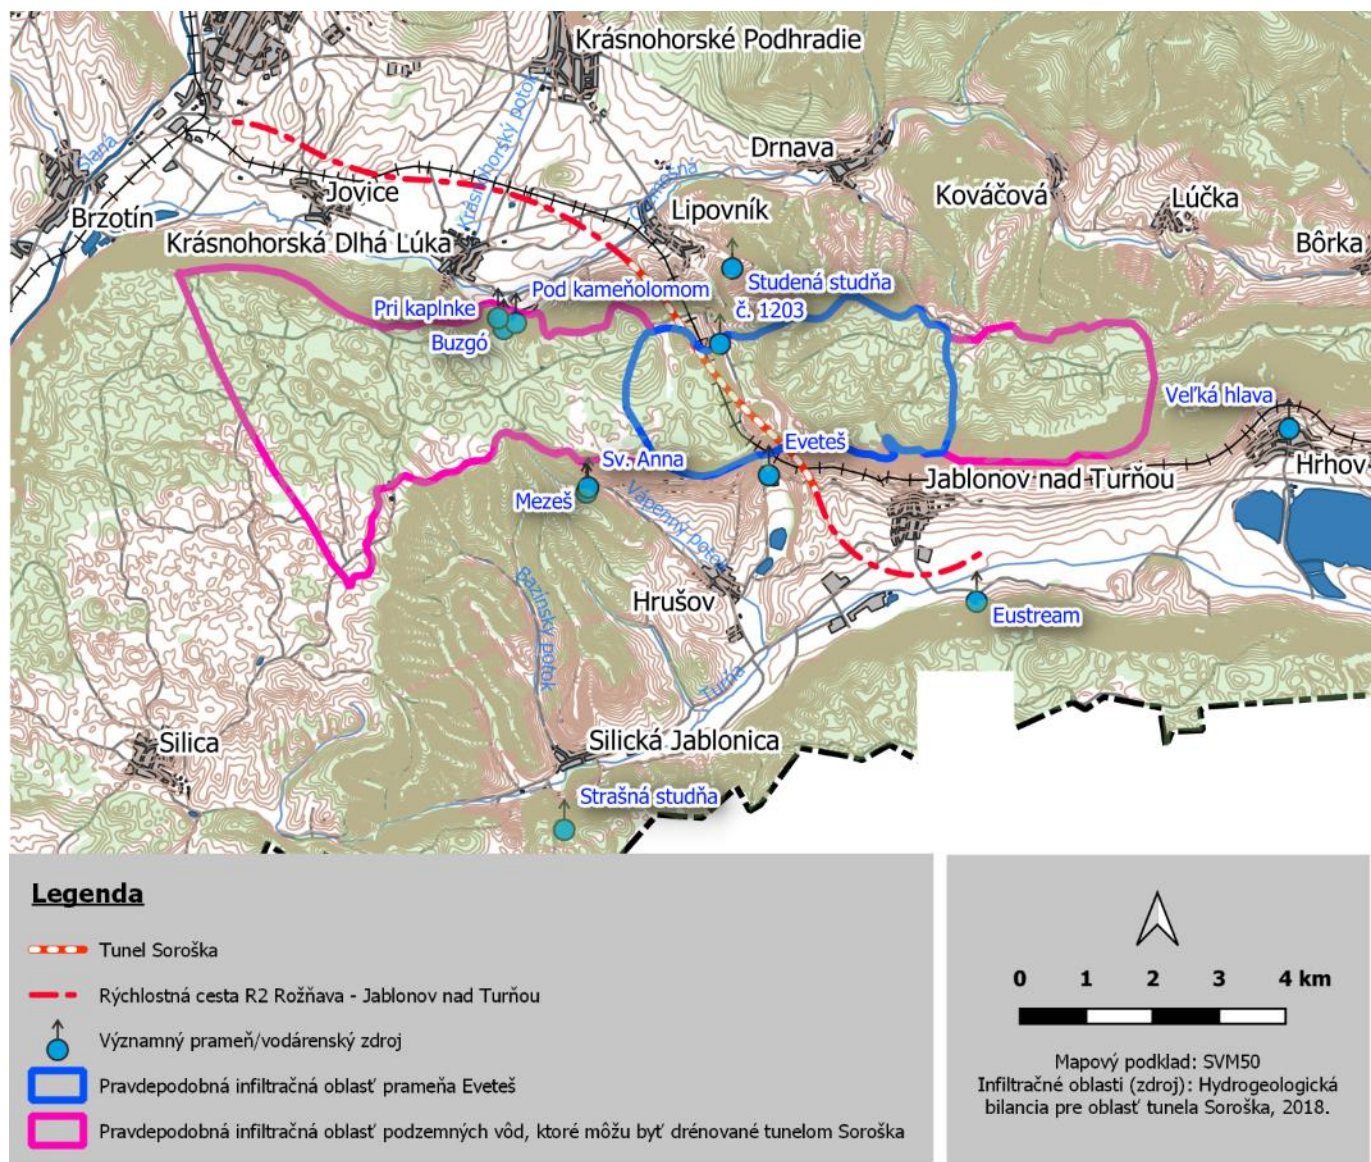 Krásnohorské Podhradie
Slaná
Krásnohorský potok
Drnava
Jovice
Kováčová
Lúčka
Brzotín
Lipovník
Krásnohorská Dlhá Lúka
Bôrka
Studená studňa
Pod kameňolomom
Pri kaplnke
č. 1203
Buzgó
Veľká hlava
Eveteš
Sv. Anna
Hrhov
Jablonov nad Turňou
Mezeš
Vápenný potok
Bazínsky potok
Hrušov
Eustream
Turňa
Silica
Silická Jablonica
Strašná studňa
Legenda
Tunel Soroška
Rýchlostná cesta R2 Rožňava - Jablonov nad Turňou
Významný prameň/vodárenský zdroj
Pravdepodobná infiltračná oblasť prameňa Eveteš
Pravdepodobná infiltračná oblasť podzemných vôd, ktoré môžu byť drénované tunelom Soroška
0 1 2 3 4 km
Mapový podklad: SVM50
Infiltračné oblasti (zdroj): Hydrogeologická
bilancia pre oblasť tunela Soroška, 2018.